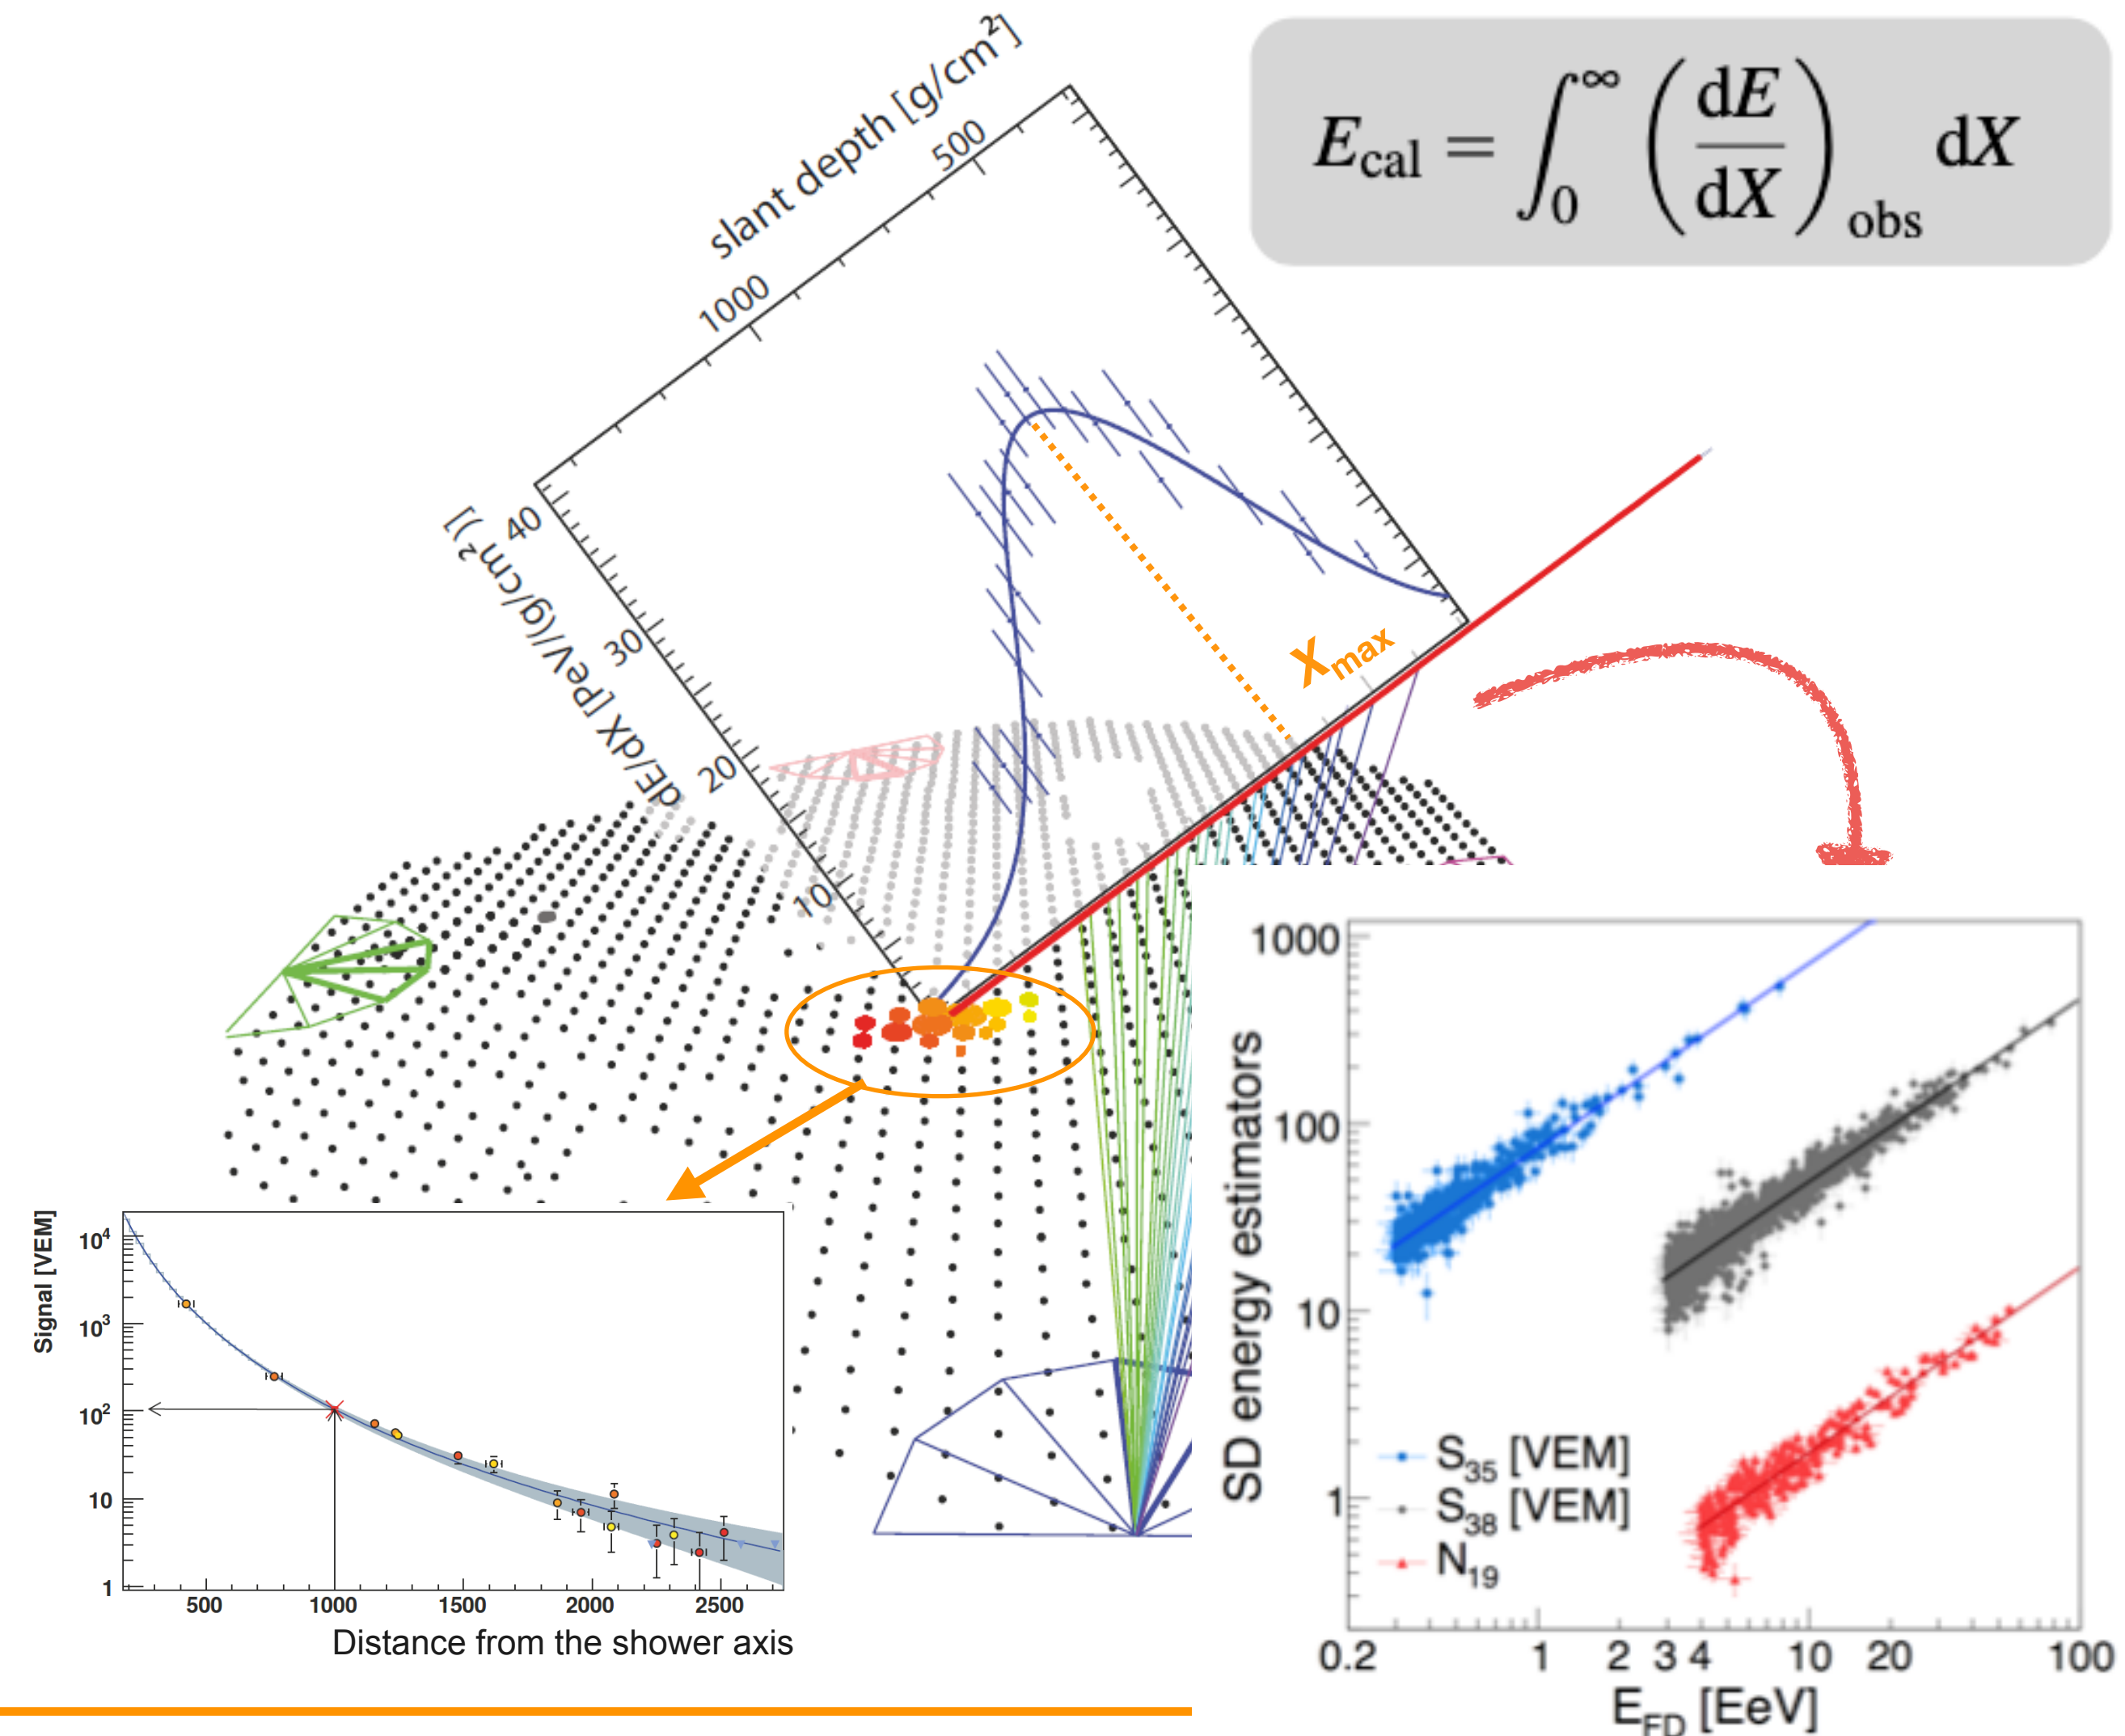 slant depth [g/cm²]
500
1000
E_cal = ∫_0^∞ (dE/dX)_obs dX
40
30
20
10
dE/dX [PeV/(g/cm²)]
X_max
Signal [VEM]
10⁴
10³
10²
10
1
500 1000 1500 2000 2500
Distance from the shower axis
SD energy estimators
1000
100
10
1
S₃₅ [VEM]
S₃₈ [VEM]
N₁₉
0.2 1 2 3 4 10 20 100
E_FD [EeV]